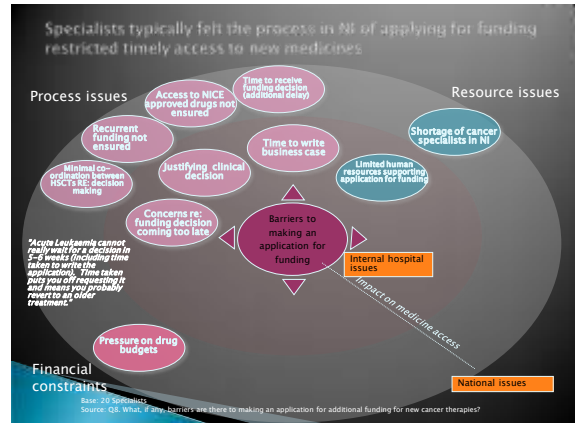 Specialists typically felt the process in NI of applying for funding
restricted timely access to new medicines
Process issues
Resource issues
Time to receive
funding decision
(additional delay)
Access to NICE
approved drugs not
ensured
Recurrent
funding not
ensured
Time to write
business case
Shortage of cancer
specialists in NI
Minimal co-
ordination between
HSCTs RE: decision
making
Justifying clinical
decision
Limited human
resources supporting
application for funding
Concerns re:
funding decision
coming too late
Barriers to
making an
application for
funding
Internal hospital
issues
"Acute Leukaemia cannot
really wait for a decision in
5-6 weeks (including time
taken to write the
application). Time taken
puts you off requesting it
and means you probably
revert to an older
treatment."
Impact on medicine access
Pressure on drug
budgets
Financial
constraints
National issues
Base: 20 Specialists
Source: Q8. What, if any, barriers are there to making an application for additional funding for new cancer therapies?